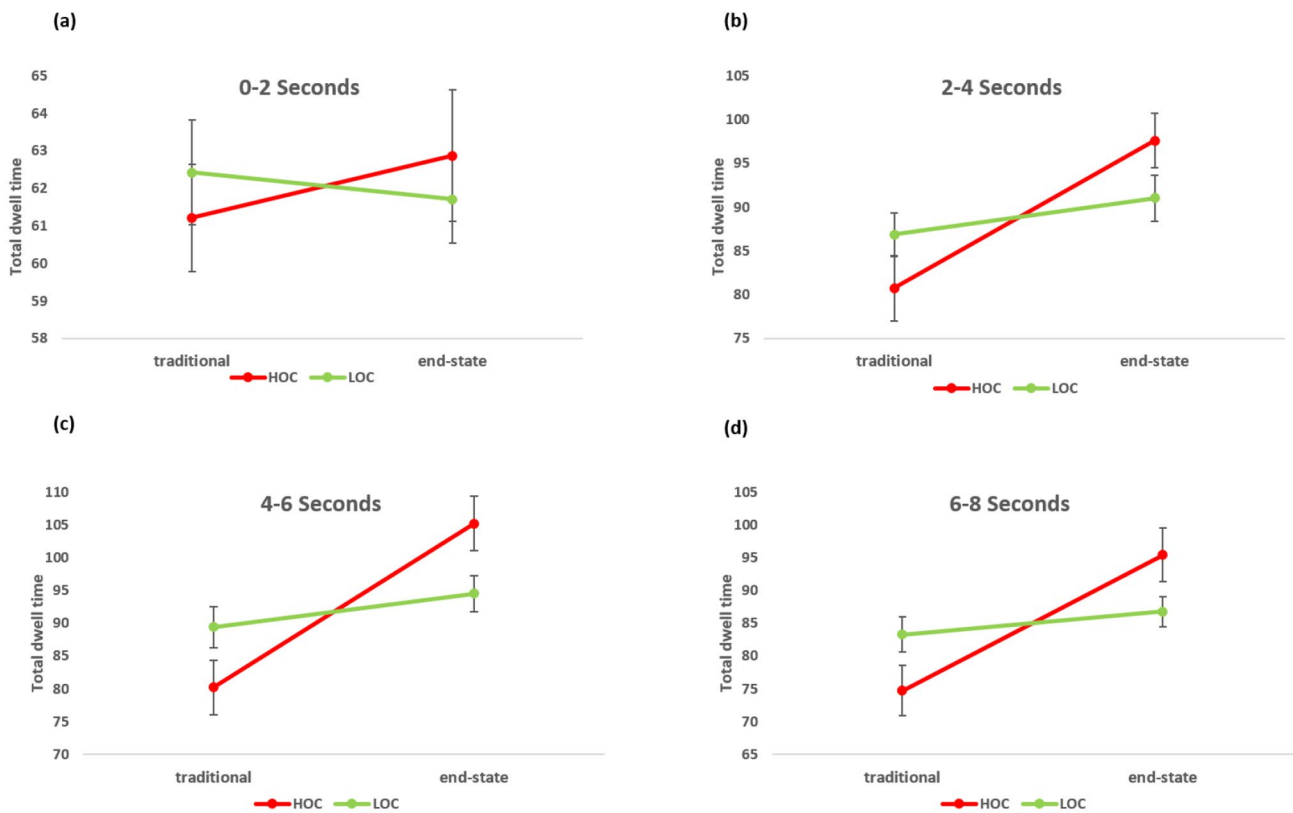 (a)
0-2 Seconds
Total dwell time
65
64
63
62
61
60
59
58
traditional end-state
HOC LOC
(b)
2-4 Seconds
Total dwell time
105
100
95
90
85
80
75
traditional end-state
HOC LOC
(c)
4-6 Seconds
Total dwell time
110
105
100
95
90
85
80
75
70
traditional end-state
HOC LOC
(d)
6-8 Seconds
Total dwell time
105
100
95
90
85
80
75
70
65
traditional end-state
HOC LOC